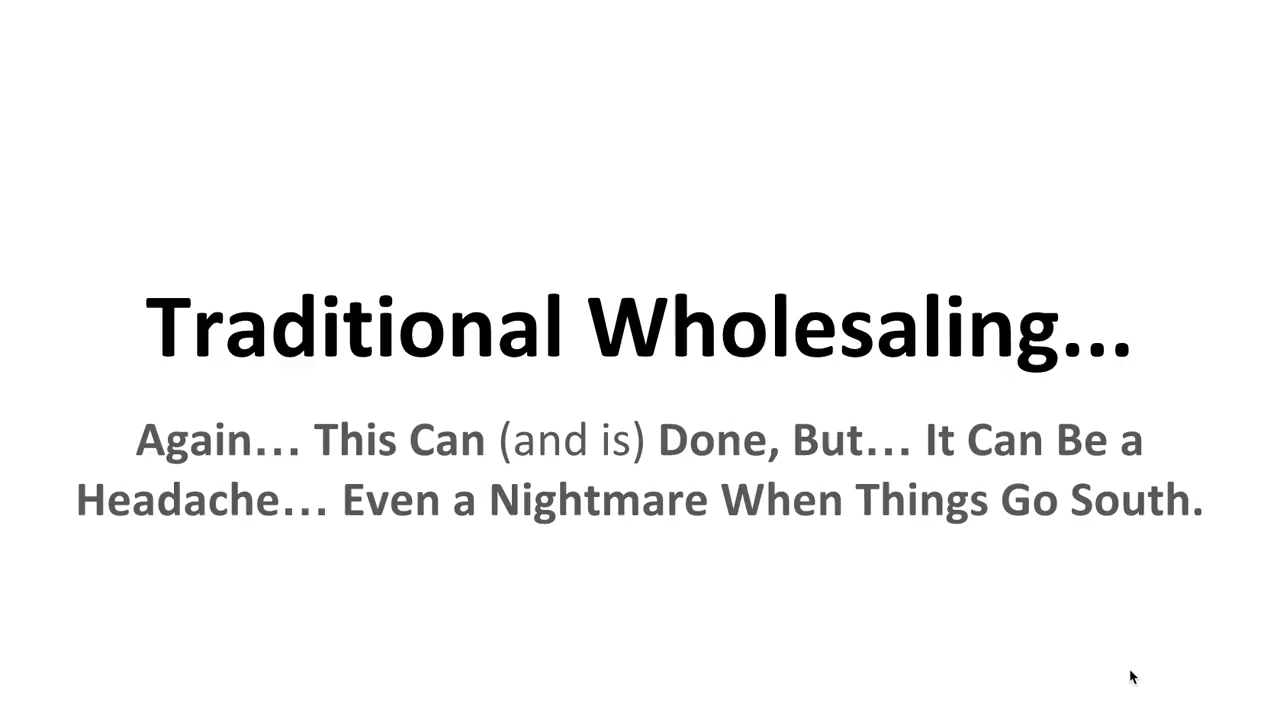 Traditional Wholesaling...
Again... This Can (and is) Done, But... It Can Be a
Headache... Even a Nightmare When Things Go South.